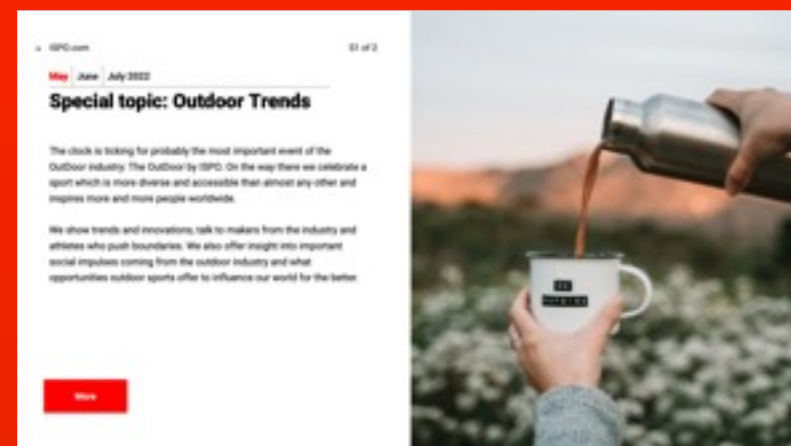 ISPO.com
S1 of 2
May June July 2022
Special topic: Outdoor Trends
The clock is ticking for probably the most important event of the
OutDoor industry: The OutDoor by ISPO. On the way there we celebrate a
sport which is more diverse and accessible than almost any other and
inspires more and more people worldwide.
We show trends and innovations, talk to makers from the industry and
athletes who push boundaries. We also offer insight into important
social impulses coming from the outdoor industry and what
opportunities outdoor sports offer to influence our world for the better.
More